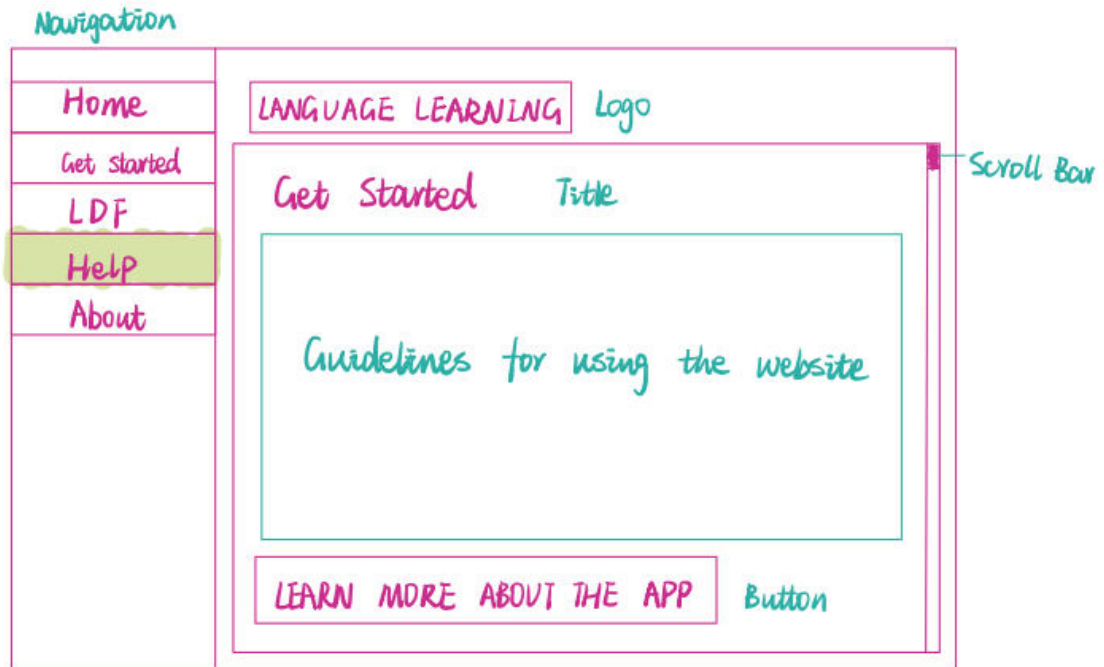 Navigation
Home
Get started
LDF
Help
About
LANGUAGE LEARNING Logo
Scroll Bar
Get Started Title
Guidelines for using the website
LEARN MORE ABOUT THE APP Button